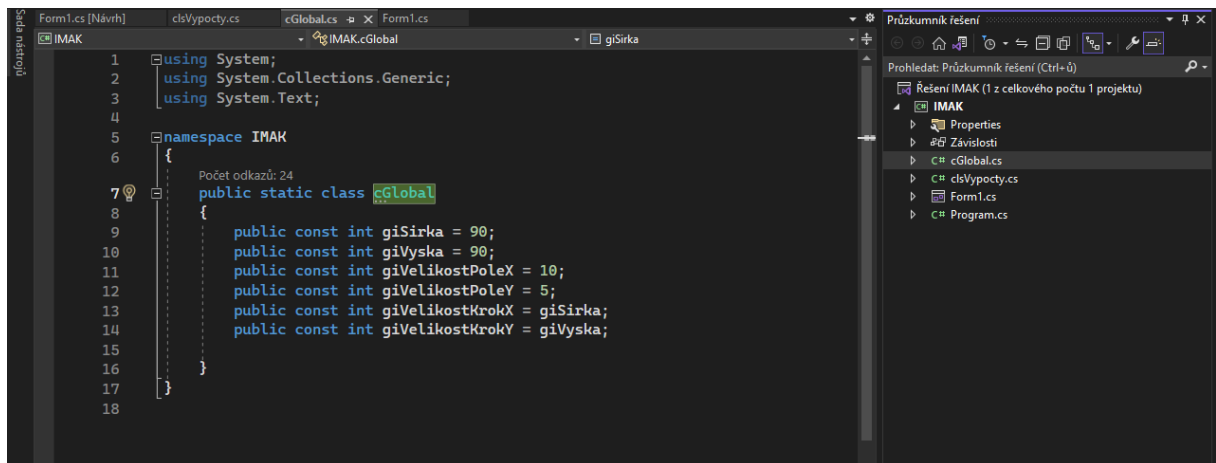 Sada nástrojů
Form1.cs [Návrh] clsVypocty.cs cGlobal.cs Form1.cs
C# IMAK IMAK.cGlobal giSirka
1 using System;
2 using System.Collections.Generic;
3 using System.Text;
4
5 namespace IMAK
6 {
Počet odkazů: 24
7 public static class cGlobal
8 {
9 public const int giSirka = 90;
10 public const int giVyska = 90;
11 public const int giVelikostPoleX = 10;
12 public const int giVelikostPoleY = 5;
13 public const int giVelikostKrokX = giSirka;
14 public const int giVelikostKrokY = giVyska;
15
16 }
17 }
18
Průzkumník řešení
Prohledat: Průzkumník řešení (Ctrl+ů)
Řešení IMAK (1 z celkového počtu 1 projektu)
C# IMAK
Properties
Závislosti
C# cGlobal.cs
C# clsVypocty.cs
Form1.cs
C# Program.cs